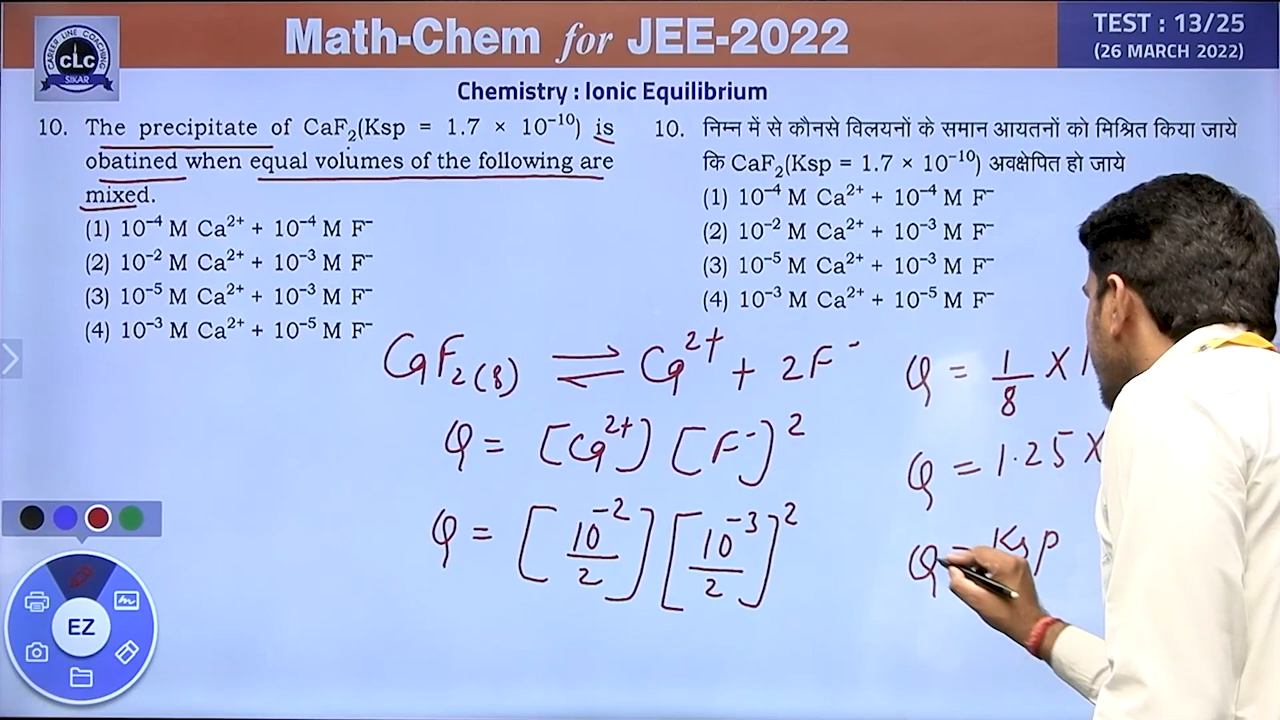 Math-Chem for JEE-2022
TEST : 13/25
(26 MARCH 2022)
CAREER LINE COACHING
CLC
SIKAR
Chemistry : Ionic Equilibrium
10. The precipitate of CaF₂(Ksp = 1.7 × 10⁻¹⁰) is
obatined when equal volumes of the following are
mixed.
(1) 10⁻⁴ M Ca²⁺ + 10⁻⁴ M F⁻
(2) 10⁻² M Ca²⁺ + 10⁻³ M F⁻
(3) 10⁻⁵ M Ca²⁺ + 10⁻³ M F⁻
(4) 10⁻³ M Ca²⁺ + 10⁻⁵ M F⁻
10. निम्न में से कौनसे विलयनों के समान आयतनों को मिश्रित किया जाये
कि CaF₂(Ksp = 1.7 × 10⁻¹⁰) अवक्षेपित हो जाये
(1) 10⁻⁴ M Ca²⁺ + 10⁻⁴ M F⁻
(2) 10⁻² M Ca²⁺ + 10⁻³ M F⁻
(3) 10⁻⁵ M Ca²⁺ + 10⁻³ M F⁻
(4) 10⁻³ M Ca²⁺ + 10⁻⁵ M F⁻
CaF₂(s) ⇌ Ca²⁺ + 2F⁻
Q = [Ca²⁺] [F⁻]²
Q = [10⁻²/2] [10⁻³/2]²
Q = 1/8 × 1
Q = 1.25 ×
Q = Ksp
EZ